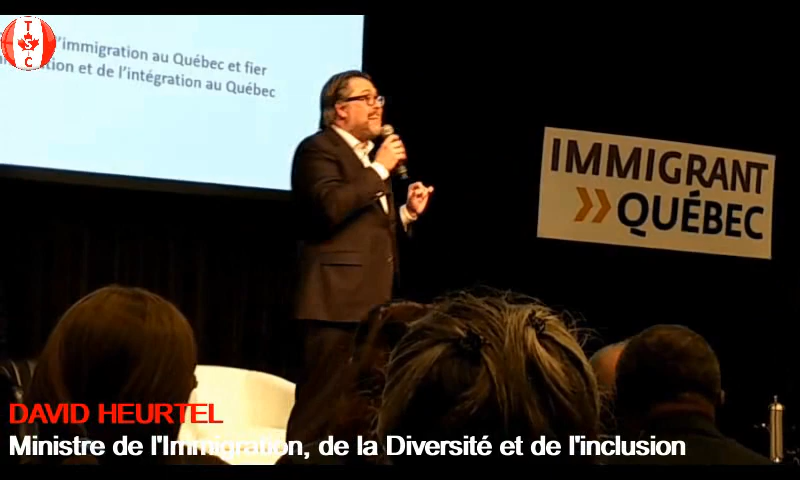 T
S
C
l'immigration au Québec et fier
tion et de l'intégration au Québec
IMMIGRANT
QUÉBEC
DAVID HEURTEL
Ministre de l'Immigration, de la Diversité et de l'inclusion